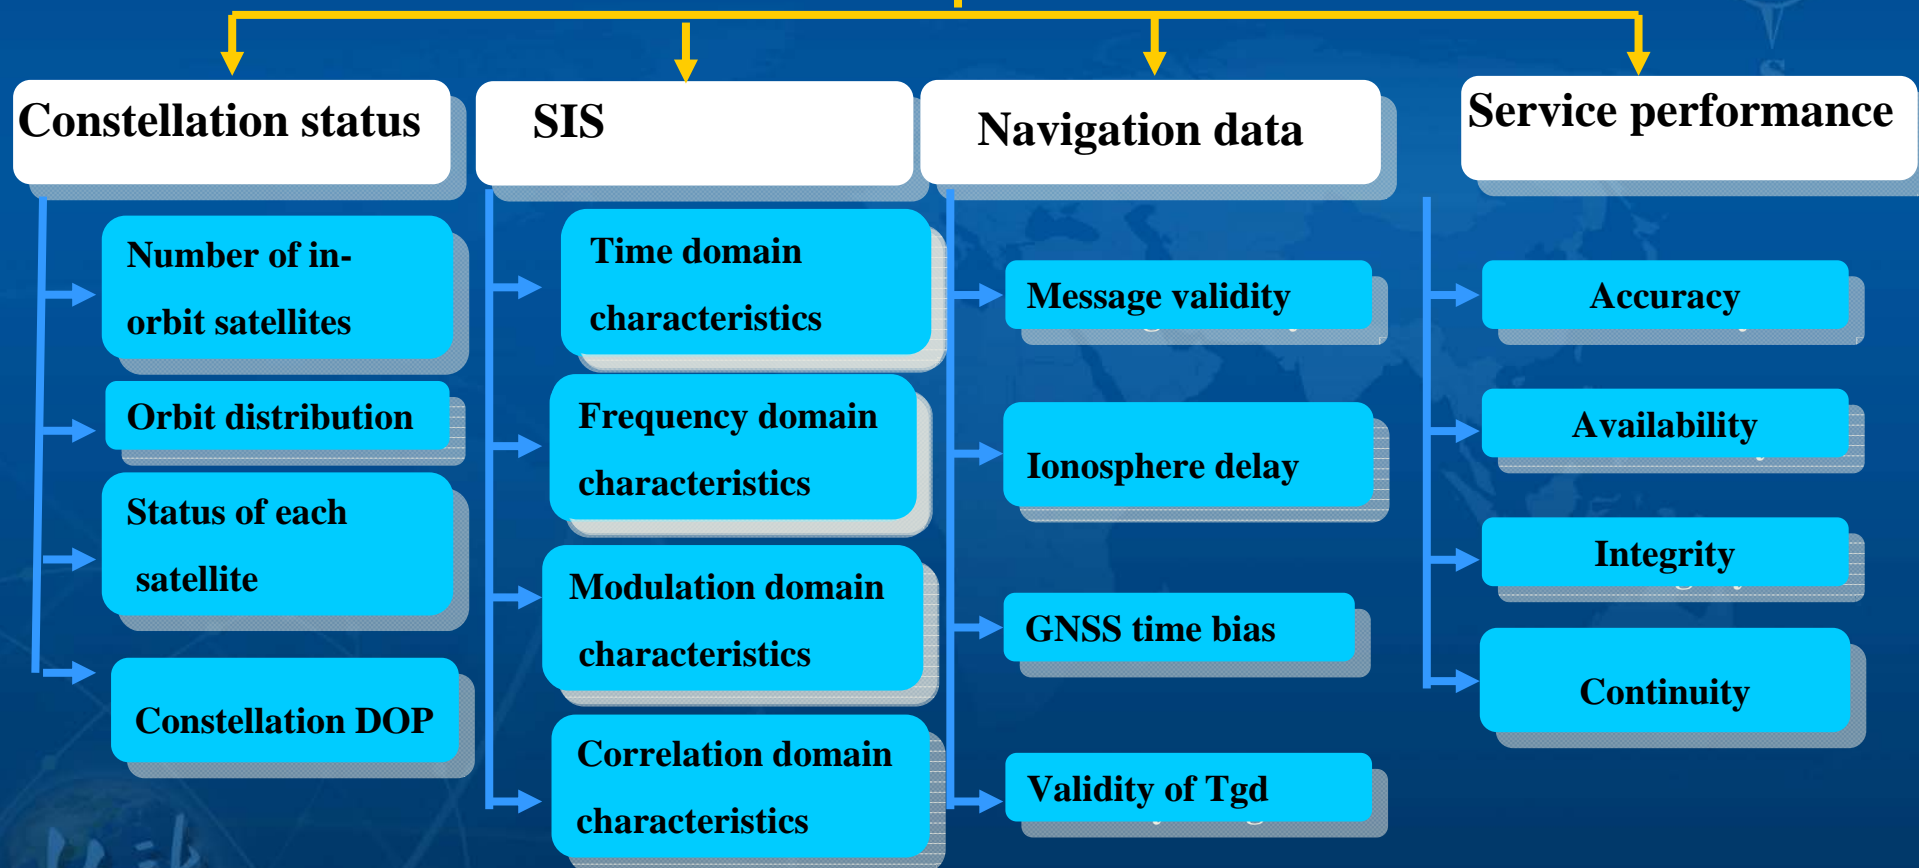 Constellation status
Number of in-
orbit satellites
Orbit distribution
Status of each
satellite
Constellation DOP
SIS
Time domain
characteristics
Frequency domain
characteristics
Modulation domain
characteristics
Correlation domain
characteristics
Navigation data
Message validity
Ionosphere delay
GNSS time bias
Validity of Tgd
Service performance
Accuracy
Availability
Integrity
Continuity
S